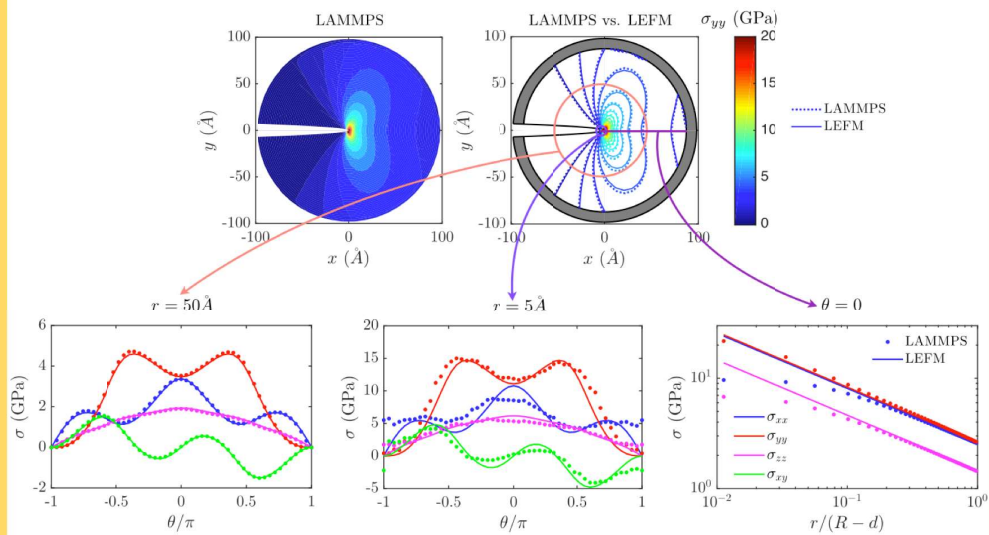 LAMMPS
LAMMPS vs. LEFM
σyy (GPa)
100
50
0
-50
-100
y (Å)
-100
0
100
x (Å)
100
50
0
-50
-100
y (Å)
-100
0
100
x (Å)
20
15
10
5
0
LAMMPS
LEFM
r = 50Å
6
4
2
0
-2
σ (GPa)
-1
-0.5
0
0.5
1
θ/π
r = 5Å
20
15
10
5
0
-5
σ (GPa)
-1
-0.5
0
0.5
1
θ/π
θ = 0
LAMMPS
LEFM
10¹
10⁰
σ (GPa)
σxx
σyy
σzz
σxy
10⁻²
10⁻¹
10⁰
r/(R − d)